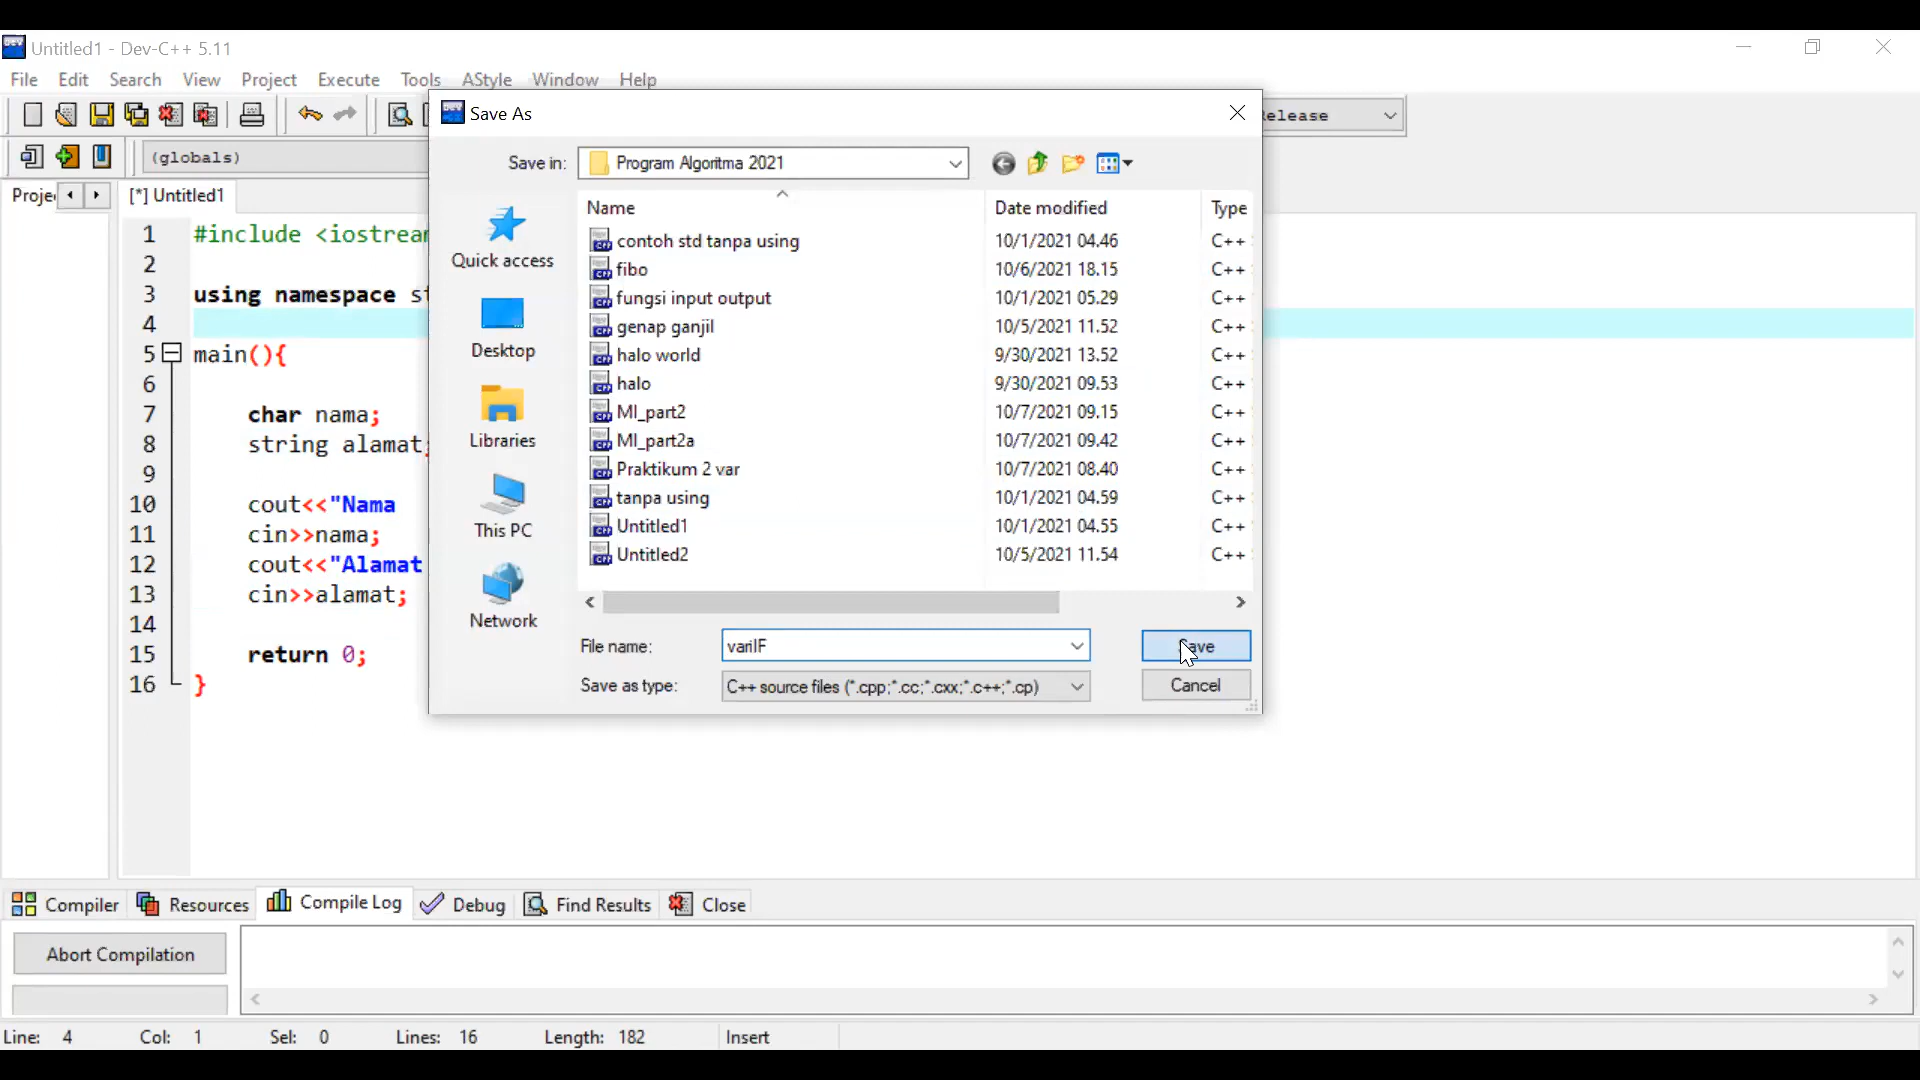 Untitled1 - Dev-C++ 5.11
File Edit Search View Project Execute Tools AStyle Window Help
(globals)
Proje
[*] Untitled1
1 #include <iostrea
2
3 using namespace s
4
5 main(){
6
7 char nama;
8 string alamat;
9
10 cout<<"Nama
11 cin>>nama;
12 cout<<"Alamat
13 cin>>alamat;
14
15 return 0;
16 }
Save As
Save in: Program Algoritma 2021
Name Date modified Type
contoh std tanpa using 10/1/2021 04.46 C++
fibo 10/6/2021 18.15 C++
fungsi input output 10/1/2021 05.29 C++
genap ganjil 10/5/2021 11.52 C++
halo world 9/30/2021 13.52 C++
halo 9/30/2021 09.53 C++
MI_part2 10/7/2021 09.15 C++
MI_part2a 10/7/2021 09.42 C++
Praktikum 2 var 10/7/2021 08.40 C++
tanpa using 10/1/2021 04.59 C++
Untitled1 10/1/2021 04.55 C++
Untitled2 10/5/2021 11.54 C++
Quick access
Desktop
Libraries
This PC
Network
File name: variIF
Save
Save as type: C++ source files (*.cpp;*.cc;*.cxx;*.c++;*.cp)
Cancel
elease
Compiler Resources Compile Log Debug Find Results Close
Abort Compilation
Line: 4 Col: 1 Sel: 0 Lines: 16 Length: 182 Insert